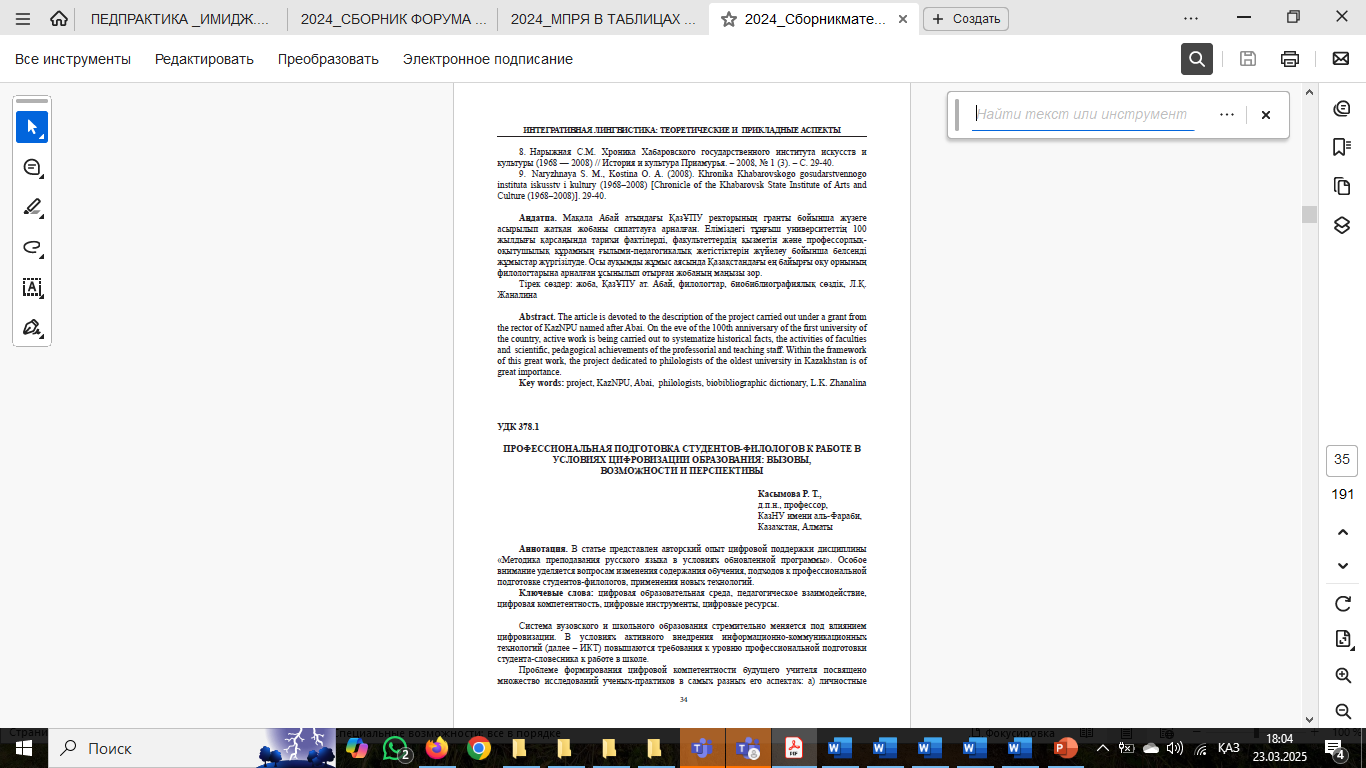 ПЕДПРАКТИКА _ИМИДЖ....
2024_СБОРНИК ФОРУМА ...
2024_МПРЯ В ТАБЛИЦАХ ...
2024_Сборникмате...
Создать
Все инструменты
Редактировать
Преобразовать
Электронное подписание
Найти текст или инструмент
ИНТЕГРАТИВНАЯ ЛИНГВИСТИКА: ТЕОРЕТИЧЕСКИЕ И ПРИКЛАДНЫЕ АСПЕКТЫ
8. Нарыжная С.М. Хроника Хабаровского государственного института искусств и
культуры (1968 — 2008) // История и культура Приамурья. – 2008, № 1 (3). – С. 29-40.
9. Naryzhnaya S. M., Kostina O. A. (2008). Khronika Khabarovskogo gosudarstvennogo
instituta iskusstv i kultury (1968–2008) [Chronicle of the Khabarovsk State Institute of Arts and
Culture (1968–2008)]. 29-40.
Аңдатпа. Мақала Абай атындағы ҚазҰПУ ректорының гранты бойынша жүзеге
асырылып жатқан жобаны сипаттауға арналған. Еліміздегі тұңғыш университеттің 100
жылдығы қарсаңында тарихи фактілерді, факультеттердің қызметін және профессорлық-
оқытушылық құрамның ғылыми-педагогикалық жетістіктерін жүйелеу бойынша белсенді
жұмыстар жүргізілуде. Осы ауқымды жұмыс аясында Қазақстандағы ең байырғы оқу орнының
филологтарына арналған ұсынылып отырған жобаның маңызы зор.
Тірек сөздер: жоба, ҚазҰПУ ат. Абай, филологтар, биобиблиографиялық сөздік, Л.Қ.
Жаналина
Abstract. The article is devoted to the description of the project carried out under a grant from
the rector of KazNPU named after Abai. On the eve of the 100th anniversary of the first university of
the country, active work is being carried out to systematize historical facts, the activities of faculties
and scientific, pedagogical achievements of the professorial and teaching staff. Within the framework
of this great work, the project dedicated to philologists of the oldest university in Kazakhstan is of
great importance.
Key words: project, KazNPU, Abai, philologists, biobibliographic dictionary, L.K. Zhanalina
УДК 378.1
ПРОФЕССИОНАЛЬНАЯ ПОДГОТОВКА СТУДЕНТОВ-ФИЛОЛОГОВ К РАБОТЕ В
УСЛОВИЯХ ЦИФРОВИЗАЦИИ ОБРАЗОВАНИЯ: ВЫЗОВЫ,
ВОЗМОЖНОСТИ И ПЕРСПЕКТИВЫ
Касымова Р. Т.,
д.п.н., профессор,
КазНУ имени аль-Фараби,
Казахстан, Алматы
Аннотация. В статье представлен авторский опыт цифровой поддержки дисциплины
«Методика преподавания русского языка в условиях обновленной программы». Особое
внимание уделяется вопросам изменения содержания обучения, подходов к профессиональной
подготовке студентов-филологов, применения новых технологий.
Ключевые слова: цифровая образовательная среда, педагогическое взаимодействие,
цифровая компетентность, цифровые инструменты, цифровые ресурсы.
Система вузовского и школьного образования стремительно меняется под влиянием
цифровизации. В условиях активного внедрения информационно-коммуникационных
технологий (далее – ИКТ) повышаются требования к уровню профессиональной подготовки
студента-словесника к работе в школе.
Проблеме формирования цифровой компетентности будущего учителя посвящено
множество исследований ученых-практиков в самых разных его аспектах: а) личностные
34
35
191
Специальные возможности: все в порядке
Фокусировка
100 %
Поиск
2
КАЗ
18:04
23.03.2025
4